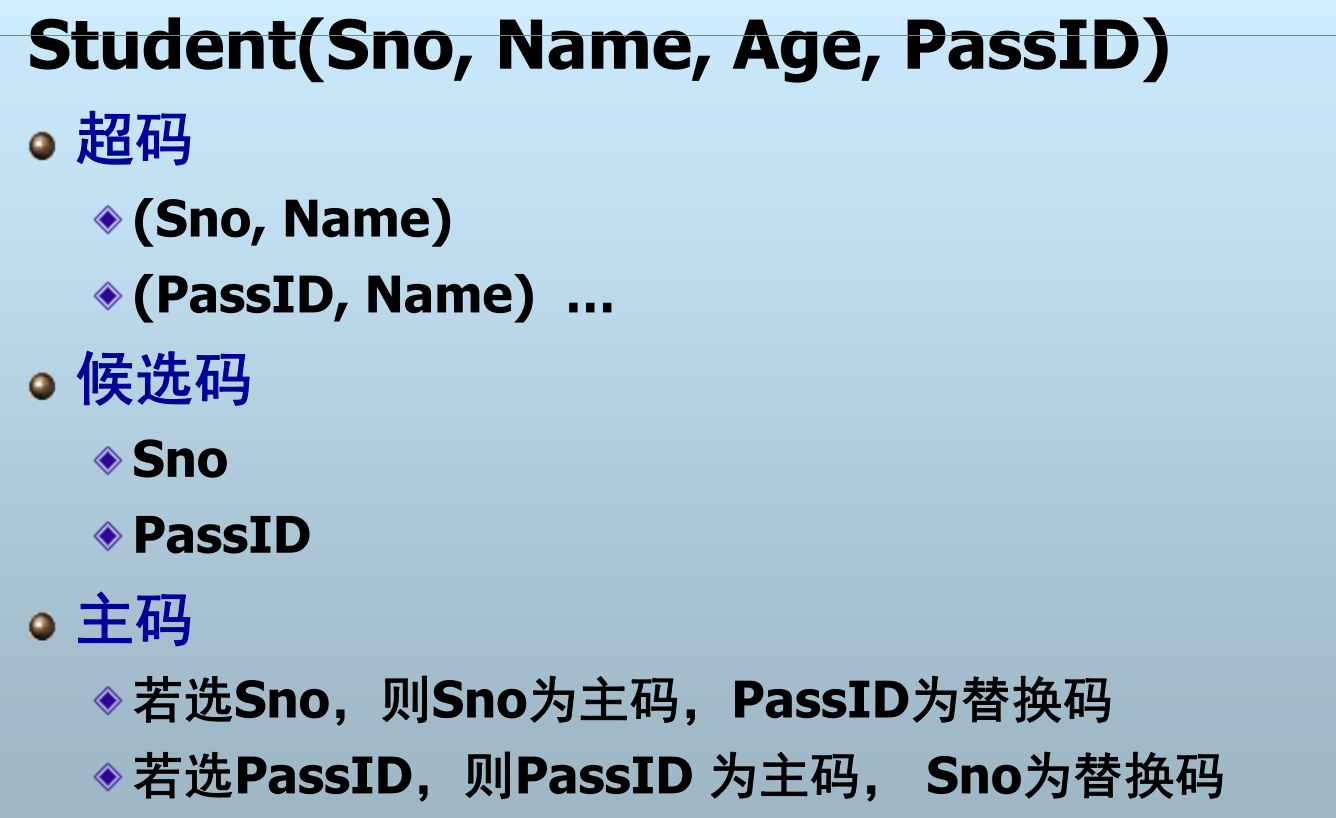 Student(Sno, Name, Age, PassID)
超码
(Sno, Name)
(PassID, Name) …
候选码
Sno
PassID
主码
若选Sno，则Sno为主码，PassID为替换码
若选PassID，则PassID 为主码， Sno为替换码